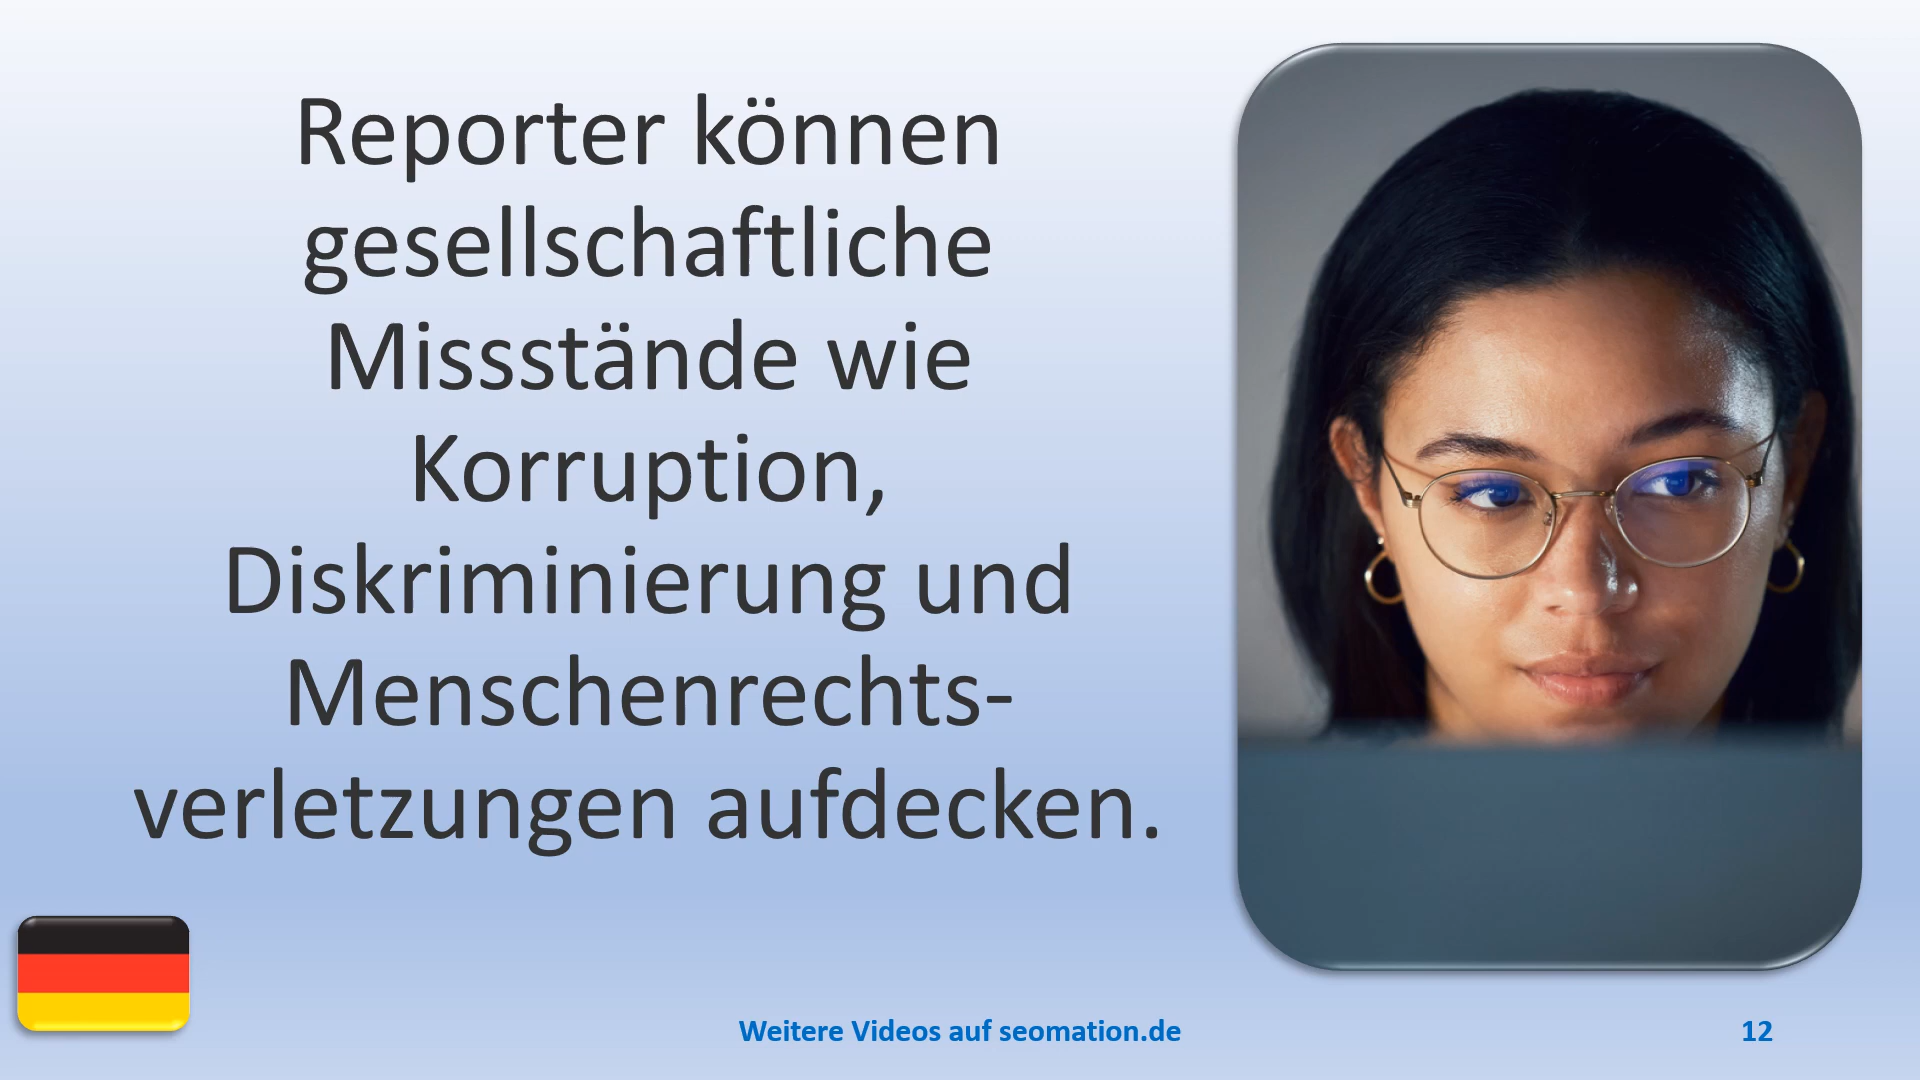 Reporter können
gesellschaftliche
Missstände wie
Korruption,
Diskriminierung und
Menschenrechts-
verletzungen aufdecken.
Weitere Videos auf seomation.de
12